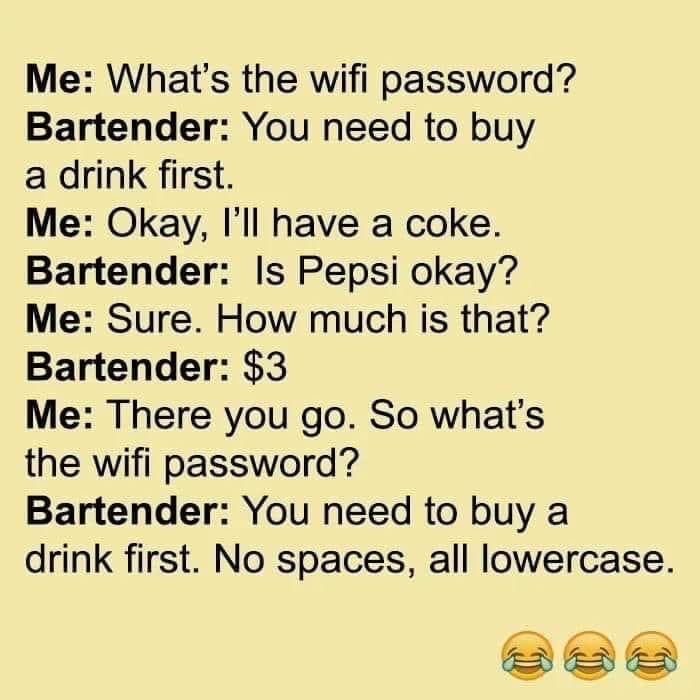 Me: What’s the wifi password?
Bartender: You need to buy
a drink first.
Me: Okay, I’ll have a coke.
Bartender:  Is Pepsi okay?
Me: Sure. How much is that?
Bartender: $3
Me: There you go. So what’s
the wifi password?
Bartender: You need to buy a
drink first. No spaces, all lowercase.